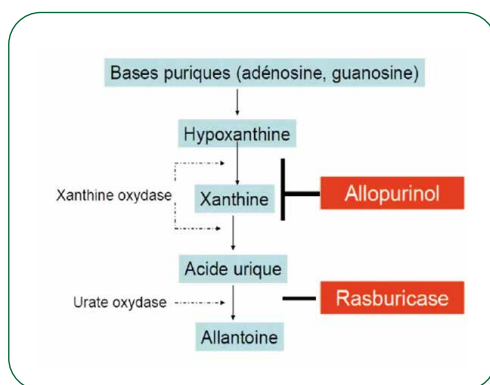 Bases puriques (adénosine, guanosine)
Hypoxanthine
Xanthine oxydase
Xanthine
Allopurinol
Acide urique
Urate oxydase
Rasburicase
Allantoine